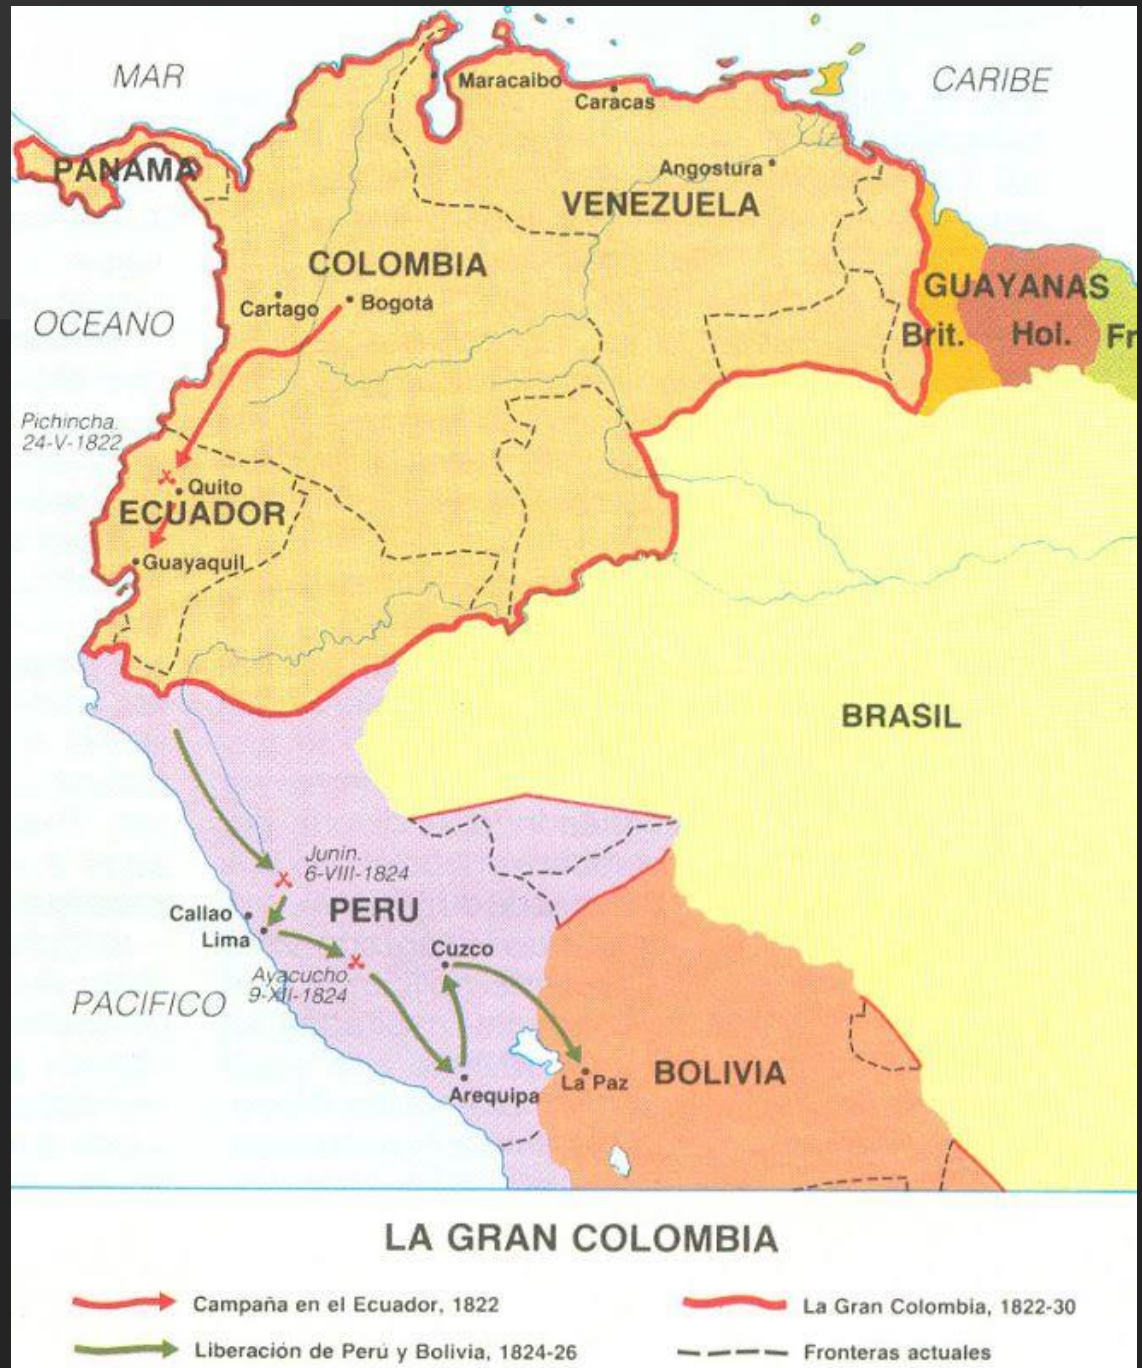 MAR
CARIBE
Maracaibo
Caracas
PANAMA
Angostura
VENEZUELA
COLOMBIA
GUAYANAS
Cartago
Bogotá
OCEANO
Brit.
Hol.
Fr
Pichincha.
24-V-1822
Quito
ECUADOR
Guayaquil
BRASIL
Junin.
6-VIII-1824
Callao
PERU
Lima
Cuzco
Ayacucho.
9-XII-1824
PACIFICO
La Paz
BOLIVIA
Arequipa
LA GRAN COLOMBIA
Campaña en el Ecuador, 1822
La Gran Colombia, 1822-30
Liberación de Perú y Bolivia, 1824-26
Fronteras actuales